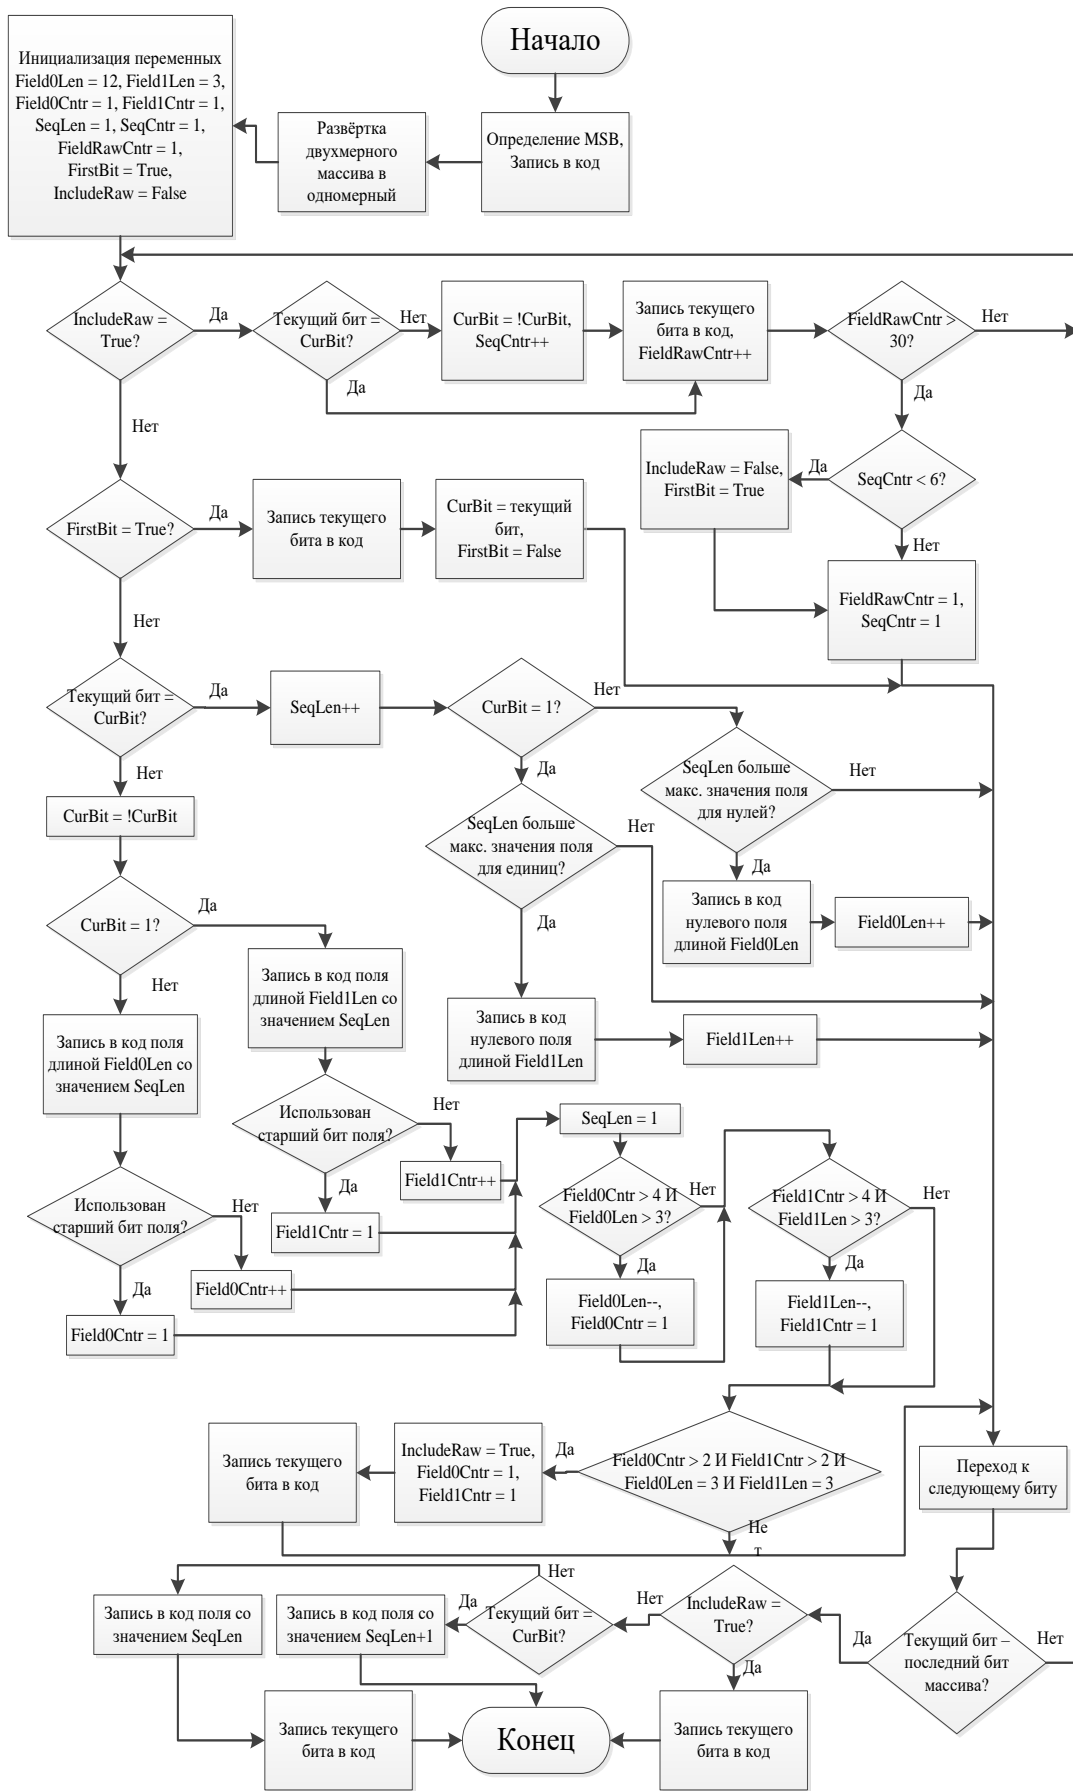 Начало
Инициализация переменных
Field0Len = 12, Field1Len = 3,
Field0Cntr = 1, Field1Cntr = 1,
SeqLen = 1, SeqCntr = 1,
FieldRawCntr = 1,
FirstBit = True,
IncludeRaw = False
Развёртка
двухмерного
массива в
одномерный
Определение MSB,
Запись в код
IncludeRaw =
True?
Да
Текущий бит =
CurBit?
Нет
CurBit = !CurBit,
SeqCntr++
Запись текущего
бита в код,
FieldRawCntr++
FieldRawCntr >
30?
Нет
Да
Да
Нет
IncludeRaw = False,
FirstBit = True
Да
SeqCntr < 6?
Нет
FirstBit = True?
Да
Запись текущего
бита в код
CurBit = текущий
бит,
FirstBit = False
FieldRawCntr = 1,
SeqCntr = 1
Нет
Текущий бит =
CurBit?
Да
SeqLen++
CurBit = 1?
Нет
Нет
Да
SeqLen больше
макс. значения поля
для нулей?
Нет
CurBit = !CurBit
SeqLen больше
макс. значения поля
для единиц?
Нет
Да
Запись в код
нулевого поля
длиной Field0Len
Field0Len++
CurBit = 1?
Да
Да
Нет
Запись в код поля
длиной Field1Len со
значением SeqLen
Запись в код поля
длиной Field0Len со
значением SeqLen
Запись в код
нулевого поля
длиной Field1Len
Field1Len++
Использован
старший бит поля?
Нет
SeqLen = 1
Field1Cntr++
Да
Field0Cntr > 4 И
Field0Len > 3?
Нет
Field1Cntr > 4 И
Field1Len > 3?
Нет
Использован
старший бит поля?
Нет
Field1Cntr = 1
Да
Да
Field0Cntr++
Да
Field0Len--,
Field0Cntr = 1
Field1Len--,
Field1Cntr = 1
Field0Cntr = 1
Запись текущего
бита в код
IncludeRaw = True,
Field0Cntr = 1,
Field1Cntr = 1
Да
Field0Cntr > 2 И Field1Cntr > 2 И
Field0Len = 3 И Field1Len = 3
Не
т
Переход к
следующему биту
Нет
Запись в код поля со
значением SeqLen
Запись в код поля со
значением SeqLen+1
Да
Текущий бит =
CurBit?
Нет
IncludeRaw =
True?
Да
Текущий бит –
последний бит
массива?
Нет
Да
Запись текущего
бита в код
Конец
Запись текущего
бита в код